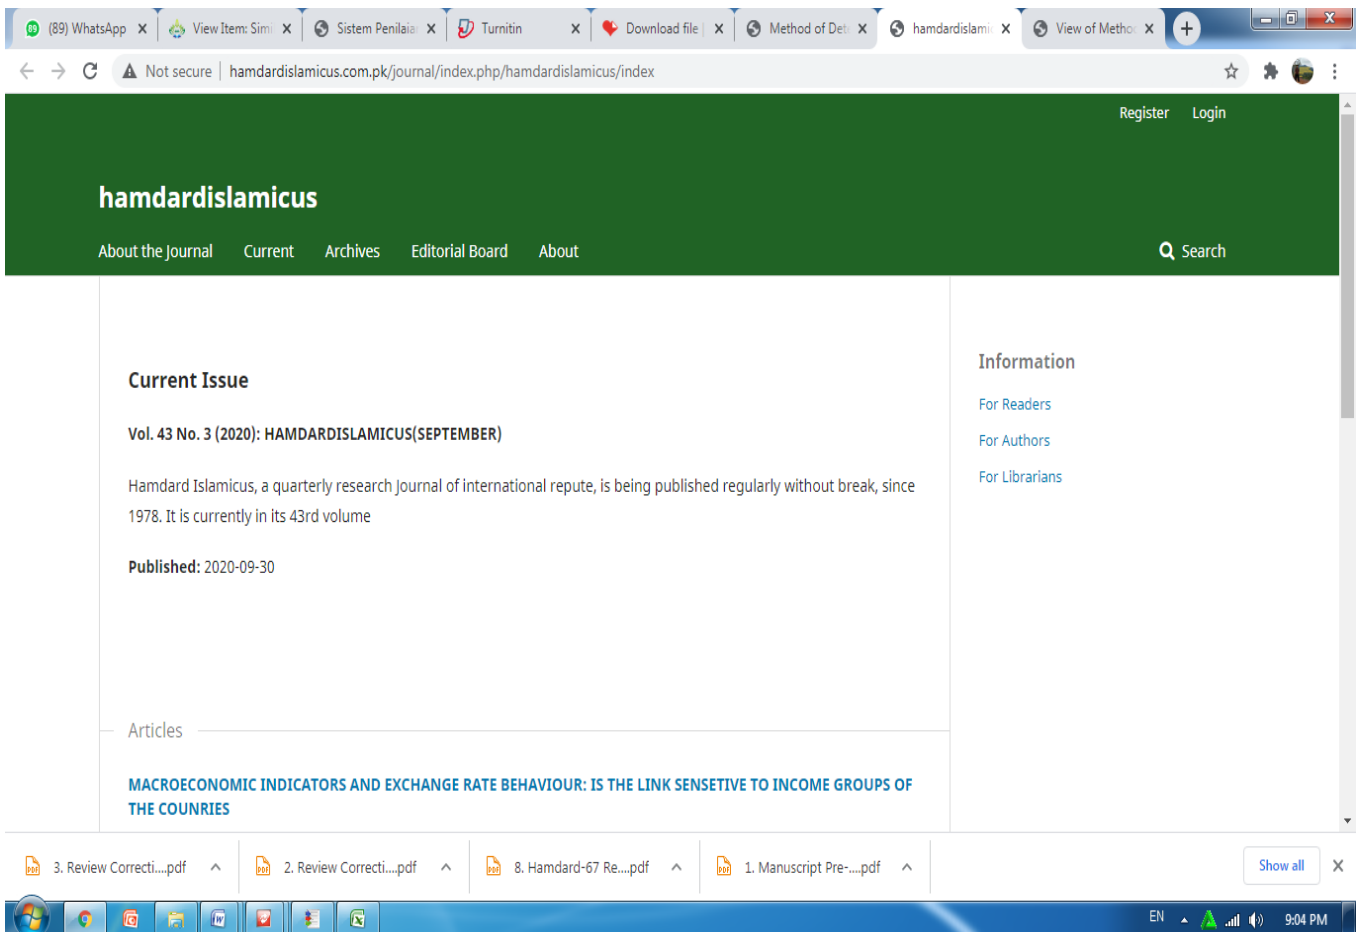 89 (89) WhatsApp
View Item: Simi
Sistem Penilaia
Turnitin
Download file |
Method of Det
hamdardislamic
View of Metho
Not secure | hamdardislamicus.com.pk/journal/index.php/hamdardislamicus/index
Register Login
hamdardislamicus
About the Journal Current Archives Editorial Board About Search
Current Issue
Vol. 43 No. 3 (2020): HAMDARDISLAMICUS(SEPTEMBER)
Hamdard Islamicus, a quarterly research Journal of international repute, is being published regularly without break, since
1978. It is currently in its 43rd volume
Published: 2020-09-30
Information
For Readers
For Authors
For Librarians
Articles
MACROECONOMIC INDICATORS AND EXCHANGE RATE BEHAVIOUR: IS THE LINK SENSETIVE TO INCOME GROUPS OF
THE COUNRIES
3. Review Correcti....pdf
2. Review Correcti....pdf
8. Hamdard-67 Re....pdf
1. Manuscript Pre-....pdf
Show all
EN 9:04 PM